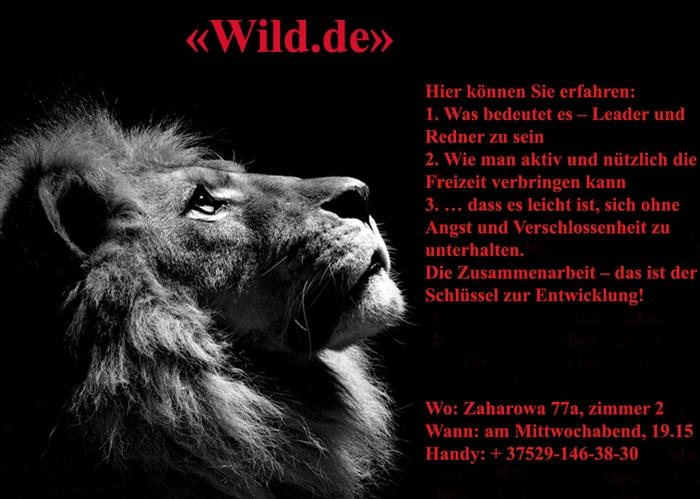 «Wild.de»
Hier können Sie erfahren:
1. Was bedeutet es – Leader und
Redner zu sein
2. Wie man aktiv und nützlich die
Freizeit verbringen kann
3. … dass es leicht ist, sich ohne
Angst und Verschlossenheit zu
unterhalten.
Die Zusammenarbeit – das ist der
Schlüssel zur Entwicklung!
Wo: Zaharowa 77a, zimmer 2
Wann: am Mittwochabend, 19.15
Handy: + 37529-146-38-30